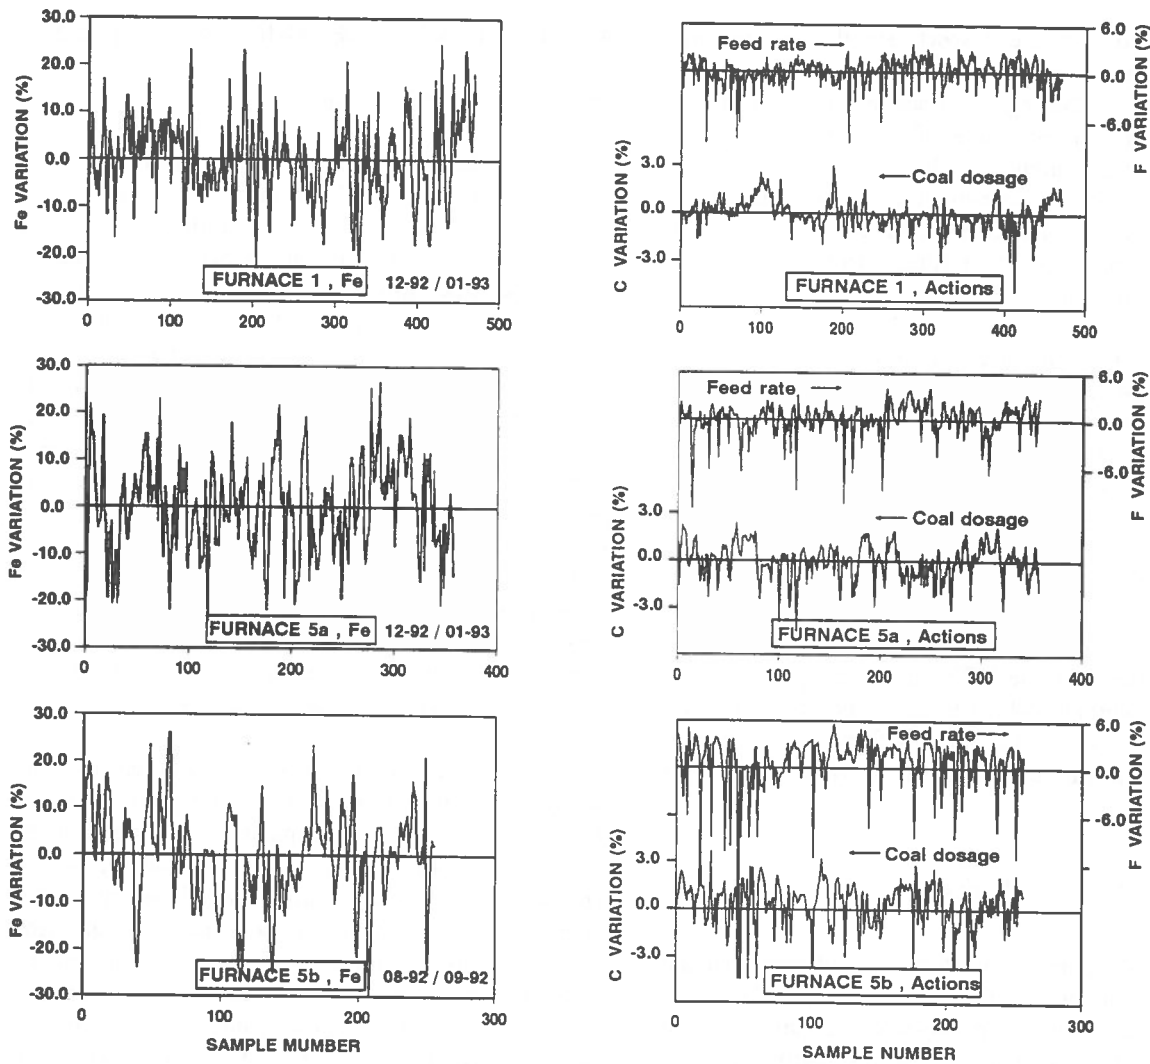 30.0
20.0
10.0
0.0
-10.0
-20.0
-30.0
Fe VARIATION (%)
FURNACE 1 , Fe
12-92 / 01-93
0 100 200 300 400 500
Feed rate
6.0
0.0
-6.0
F VARIATION (%)
3.0
0.0
-3.0
C VARIATION (%)
Coal dosage
FURNACE 1 , Actions
0 100 200 300 400 500
30.0
20.0
10.0
0.0
-10.0
-20.0
-30.0
Fe VARIATION (%)
FURNACE 5a , Fe
12-92 / 01-93
0 100 200 300 400
Feed rate
6.0
0.0
-6.0
F VARIATION (%)
3.0
0.0
-3.0
C VARIATION (%)
Coal dosage
FURNACE 5a , Actions
0 100 200 300 400
30.0
20.0
10.0
0.0
-10.0
-20.0
-30.0
Fe VARIATION (%)
FURNACE 5b , Fe
08-92 / 09-92
0 100 200 300
SAMPLE MUMBER
Feed rate
6.0
0.0
-6.0
F VARIATION (%)
3.0
0.0
-3.0
C VARIATION (%)
Coal dosage
FURNACE 5b , Actions
0 100 200 300
SAMPLE NUMBER